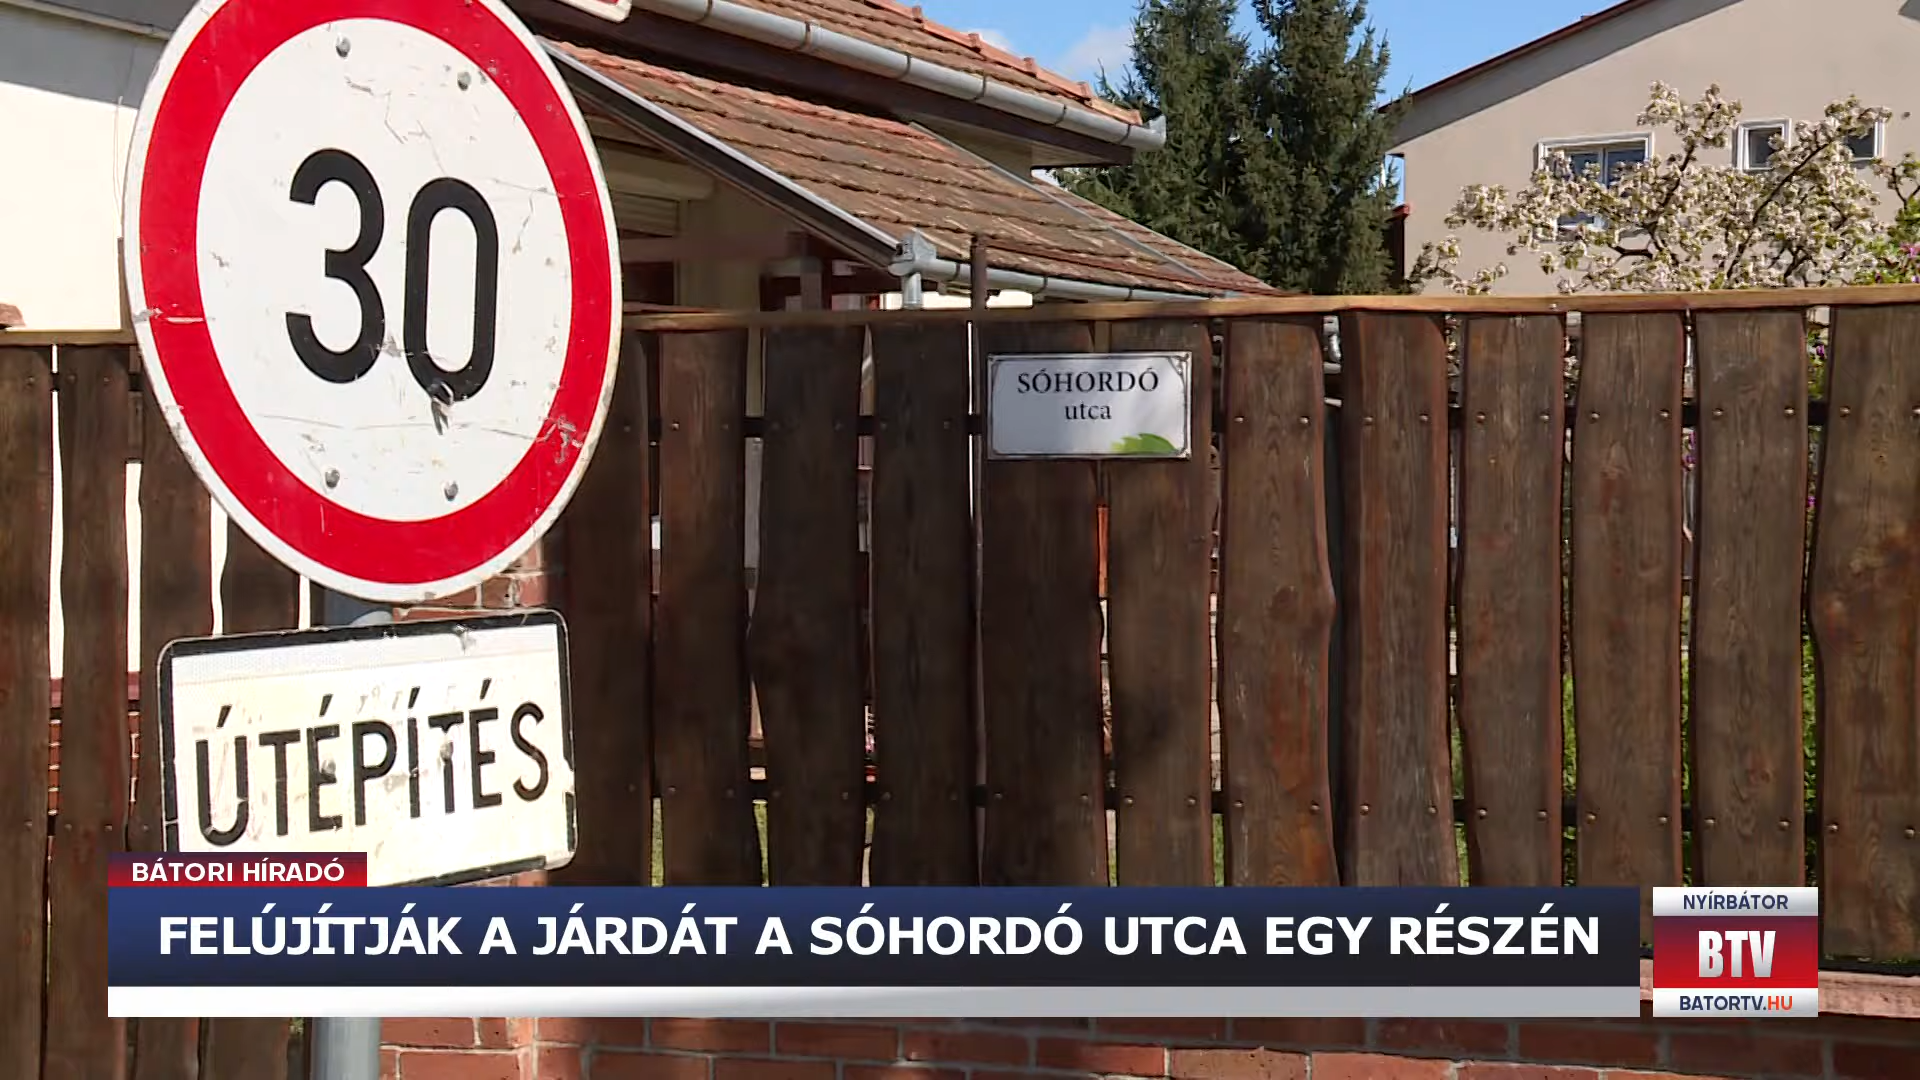 30
SÓHORDÓ
utca
ÚTÉPÍTÉS
BÁTORI HÍRADÓ
FELÚJÍTJÁK A JÁRDÁT A SÓHORDÓ UTCA EGY RÉSZÉN
NYÍRBÁTOR
BTV
BATORTV.HU